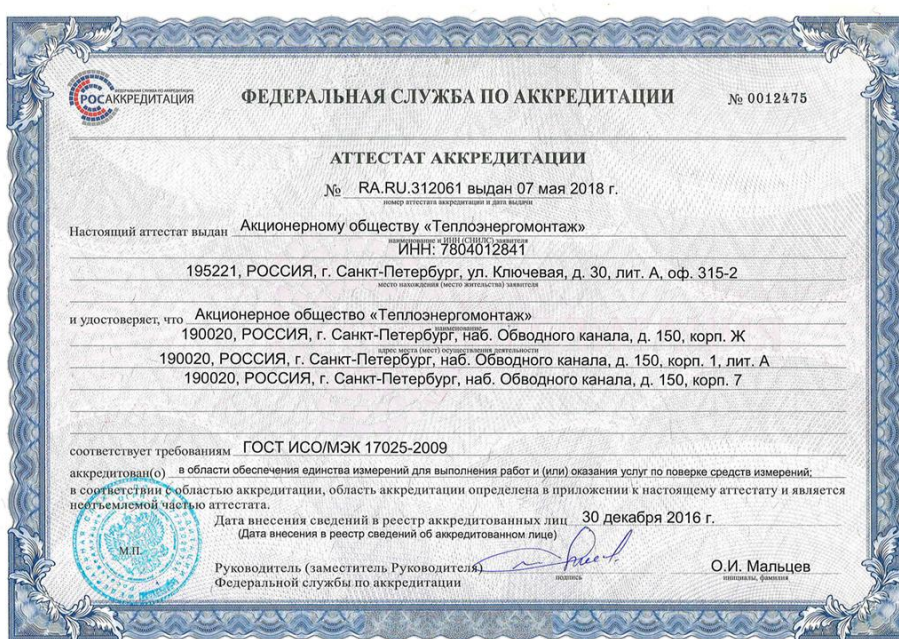 ФЕДЕРАЛЬНАЯ СЛУЖБА ПО АККРЕДИТАЦИИ
РОСАККРЕДИТАЦИЯ
ФЕДЕРАЛЬНАЯ СЛУЖБА ПО АККРЕДИТАЦИИ
№ 0012475
АТТЕСТАТ АККРЕДИТАЦИИ
№ RA.RU.312061 выдан 07 мая 2018 г.
номер аттестата аккредитации и дата выдачи
Настоящий аттестат выдан Акционерному обществу «Теплоэнергомонтаж»
наименование и ИНН (СНИЛС) заявителя
ИНН: 7804012841
195221, РОССИЯ, г. Санкт-Петербург, ул. Ключевая, д. 30, лит. А, оф. 315-2
место нахождения (место жительства) заявителя
и удостоверяет, что Акционерное общество «Теплоэнергомонтаж»
наименование
190020, РОССИЯ, г. Санкт-Петербург, наб. Обводного канала, д. 150, корп. Ж
адрес места (мест) осуществления деятельности
190020, РОССИЯ, г. Санкт-Петербург, наб. Обводного канала, д. 150, корп. 1, лит. А
190020, РОССИЯ, г. Санкт-Петербург, наб. Обводного канала, д. 150, корп. 7
соответствует требованиям ГОСТ ИСО/МЭК 17025-2009
аккредитован(о) в области обеспечения единства измерений для выполнения работ и (или) оказания услуг по поверке средств измерений;
в соответствии с областью аккредитации, область аккредитации определена в приложении к настоящему аттестату и является
неотъемлемой частью аттестата.
Дата внесения сведений в реестр аккредитованных лиц 30 декабря 2016 г.
(Дата внесения в реестр сведений об аккредитованном лице)
М.П.
Руководитель (заместитель Руководителя)
Федеральной службы по аккредитации
подпись
О.И. Мальцев
инициалы, фамилия